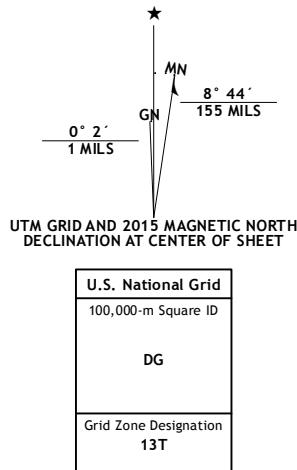 MN
GN
8° 44´
155 MILS
0° 2´
1 MILS
UTM GRID AND 2015 MAGNETIC NORTH
DECLINATION AT CENTER OF SHEET
U.S. National Grid
100,000-m Square ID
DG
Grid Zone Designation
13T